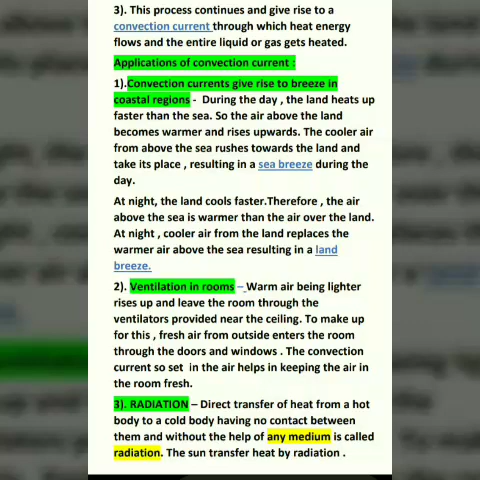 3). This process continues and give rise to a
convection current through which heat energy
flows and the entire liquid or gas gets heated.
Applications of convection current :
1).Convection currents give rise to breeze in
coastal regions - During the day , the land heats up
faster than the sea. So the air above the land
becomes warmer and rises upwards. The cooler air
from above the sea rushes towards the land and
take its place , resulting in a sea breeze during the
day.
At night, the land cools faster.Therefore , the air
above the sea is warmer than the air over the land.
At night , cooler air from the land replaces the
warmer air above the sea resulting in a land
breeze.
2). Ventilation in rooms – Warm air being lighter
rises up and leave the room through the
ventilators provided near the ceiling. To make up
for this , fresh air from outside enters the room
through the doors and windows . The convection
current so set in the air helps in keeping the air in
the room fresh.
3). RADIATION – Direct transfer of heat from a hot
body to a cold body having no contact between
them and without the help of any medium is called
radiation. The sun transfer heat by radiation .